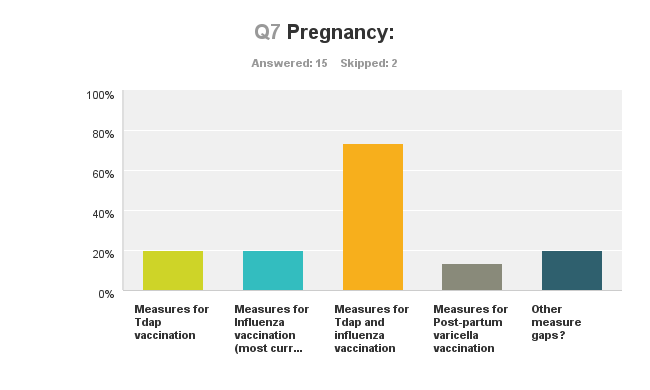 Q7 Pregnancy:
Answered: 15 Skipped: 2
100%
80%
60%
40%
20%
0%
Measures for
Tdap
vaccination
Measures for
Influenza
vaccination
(most curr...
Measures for
Tdap and
influenza
vaccination
Measures for
Post-partum
varicella
vaccination
Other
measure
gaps?